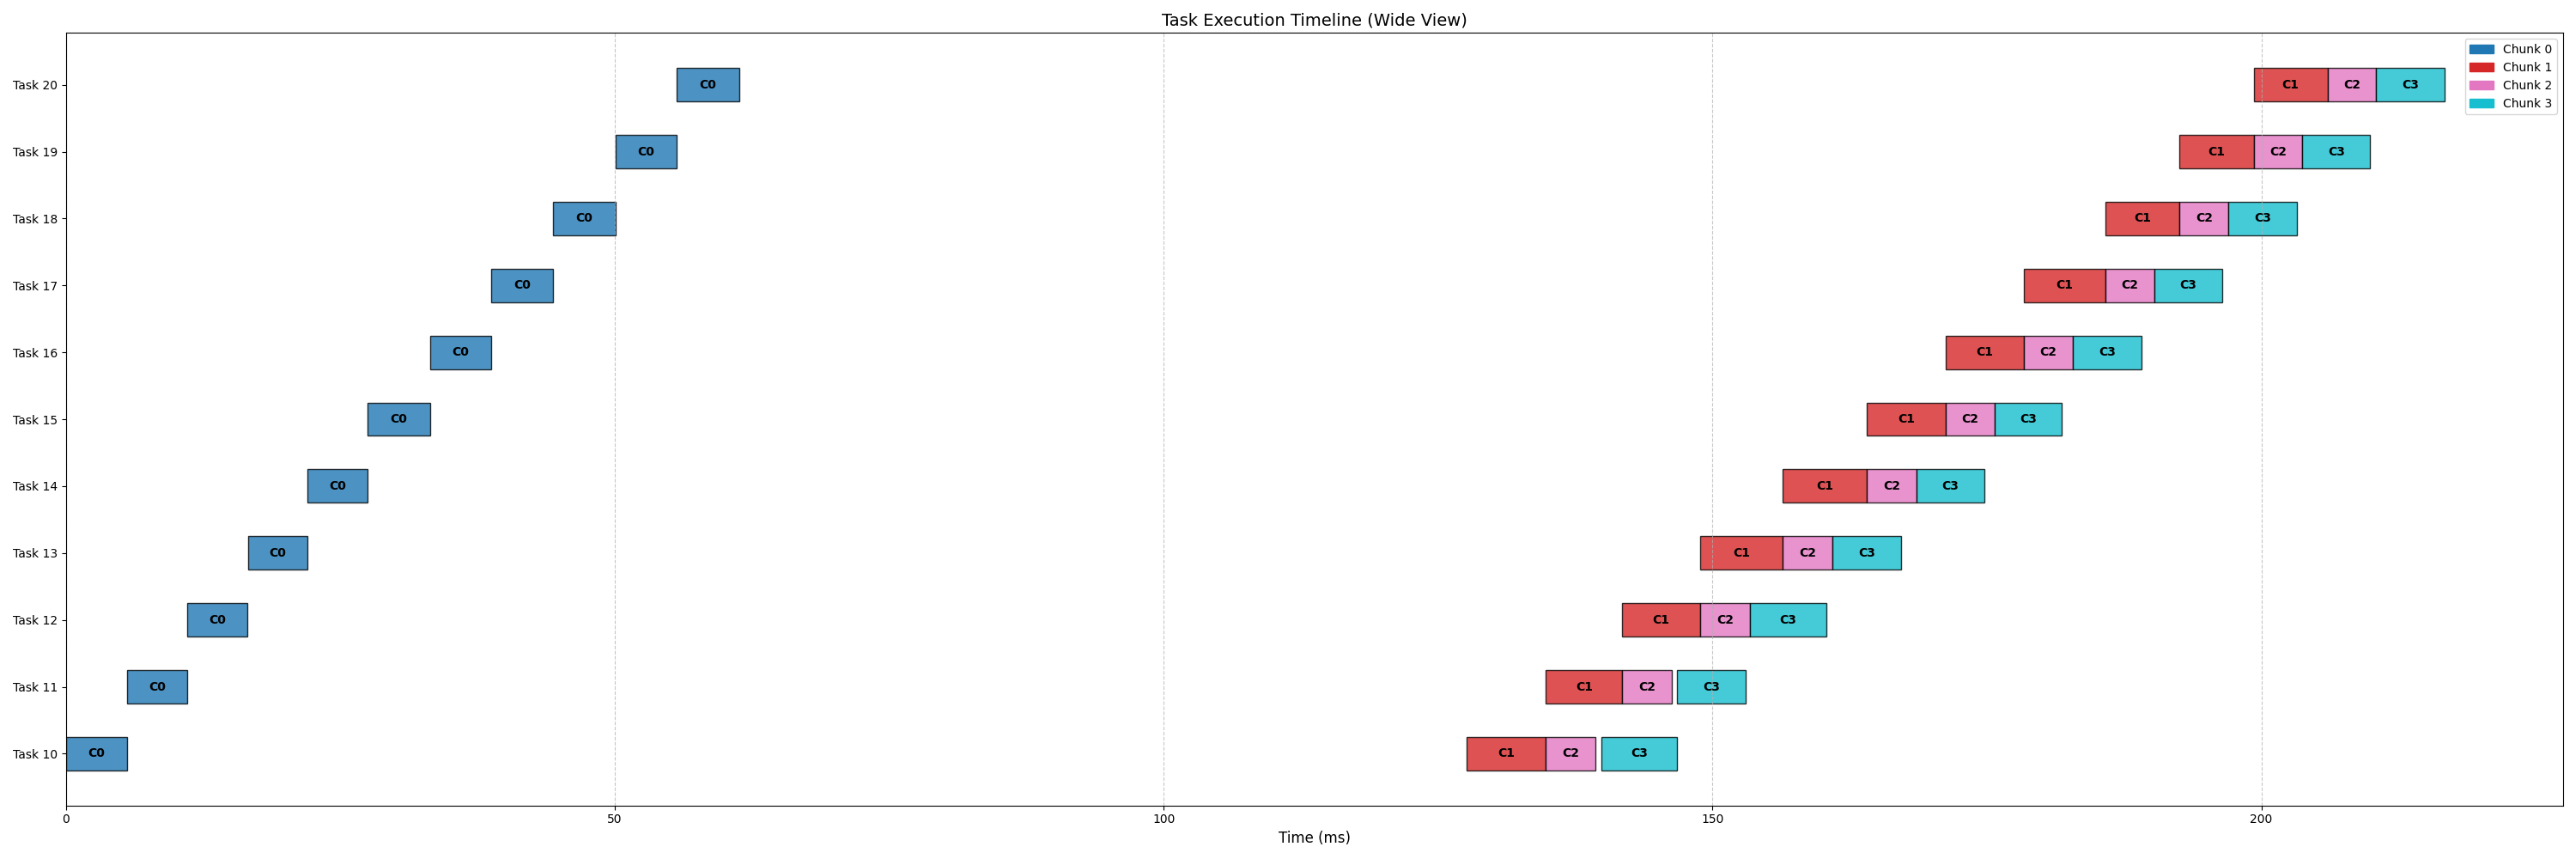 Task Execution Timeline (Wide View)
Chunk 0
Chunk 1
Chunk 2
Chunk 3
Task 20 C0 C1 C2 C3
Task 19 C0 C1 C2 C3
Task 18 C0 C1 C2 C3
Task 17 C0 C1 C2 C3
Task 16 C0 C1 C2 C3
Task 15 C0 C1 C2 C3
Task 14 C0 C1 C2 C3
Task 13 C0 C1 C2 C3
Task 12 C0 C1 C2 C3
Task 11 C0 C1 C2 C3
Task 10 C0 C1 C2 C3
0 50 100 150 200
Time (ms)